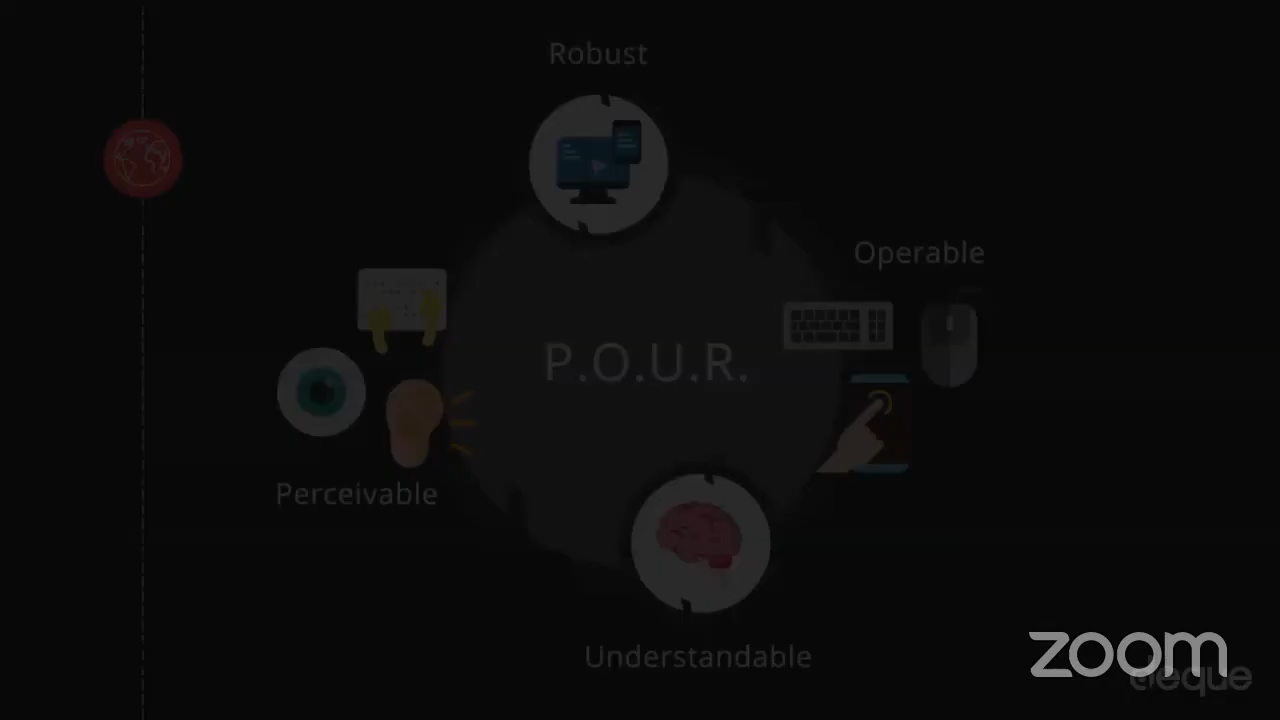 Robust
Operable
P.O.U.R.
Perceivable
Understandable
zoom
deque